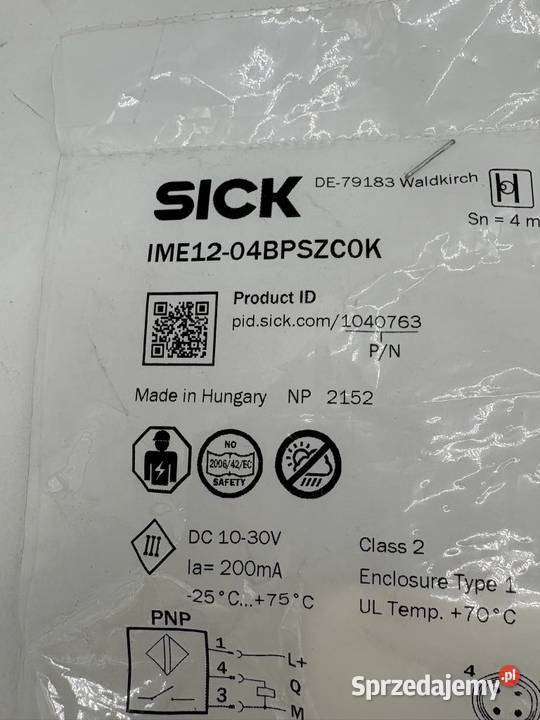 SICK DE-79183 Waldkirch
Sn = 4 m
IME12-04BPSZC0K
Product ID
pid.sick.com/1040763
P/N
Made in Hungary NP 2152
NO
2006/42/EC
SAFETY
III
DC 10-30V
Ia= 200mA
-25°C...+75°C
Class 2
Enclosure Type 1
UL Temp. +70°C
PNP
1 L+
4 Q
3 M
4
Sprzedajemy.pl